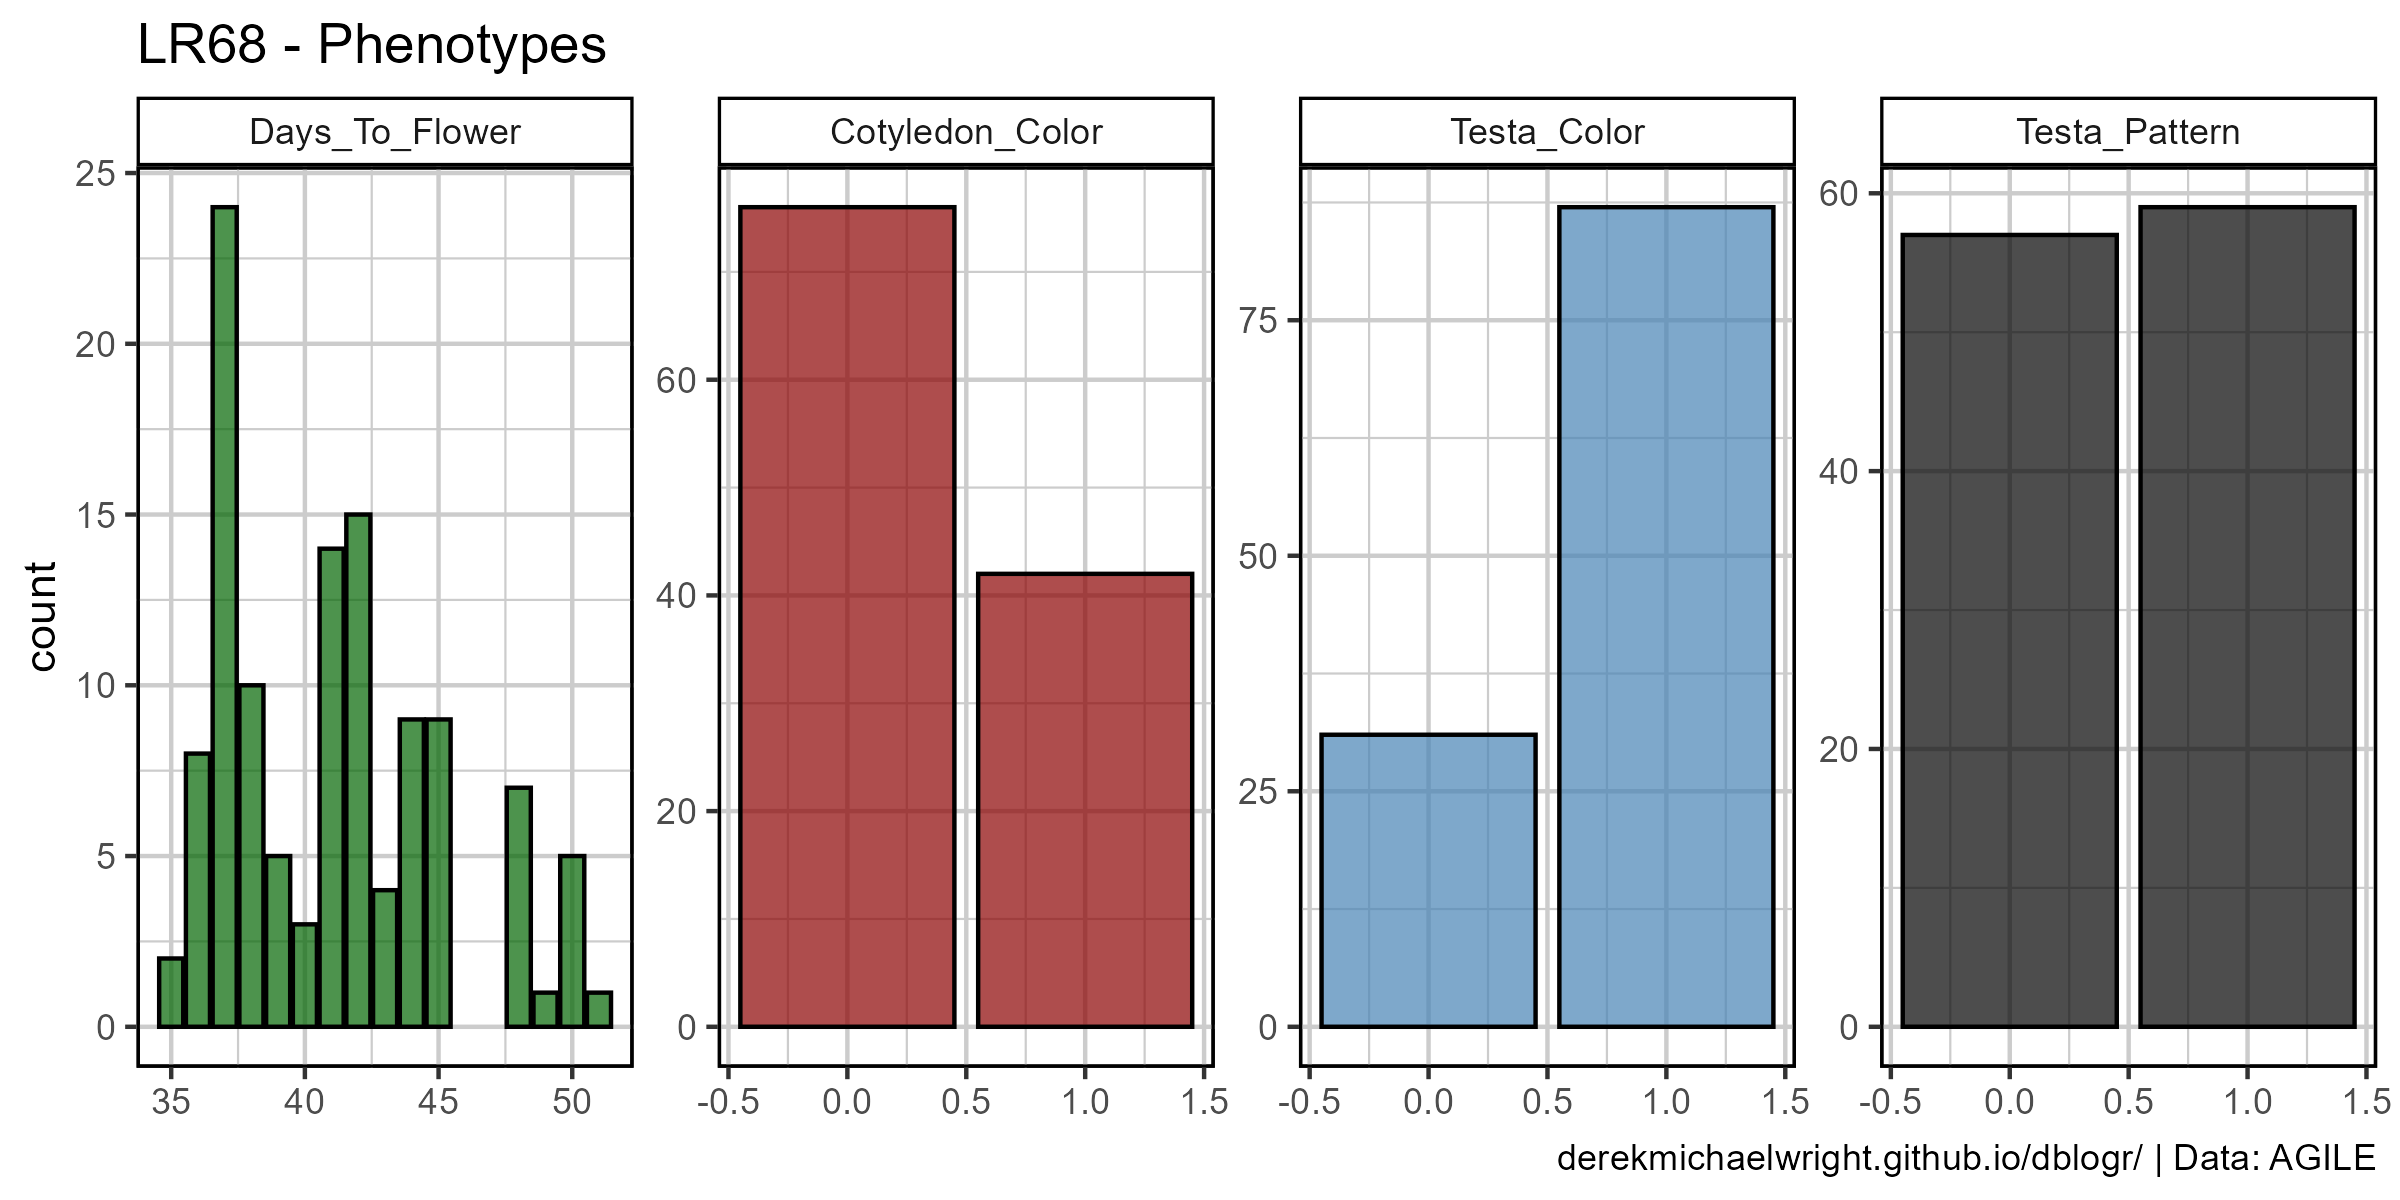 LR68 - Phenotypes
Days_To_Flower
Cotyledon_Color
Testa_Color
Testa_Pattern
count
25
20
15
10
5
0
35 40 45 50
60
40
20
0
-0.5 0.0 0.5 1.0 1.5
75
50
25
0
-0.5 0.0 0.5 1.0 1.5
60
40
20
0
-0.5 0.0 0.5 1.0 1.5
derekmichaelwright.github.io/dblogr/ | Data: AGILE